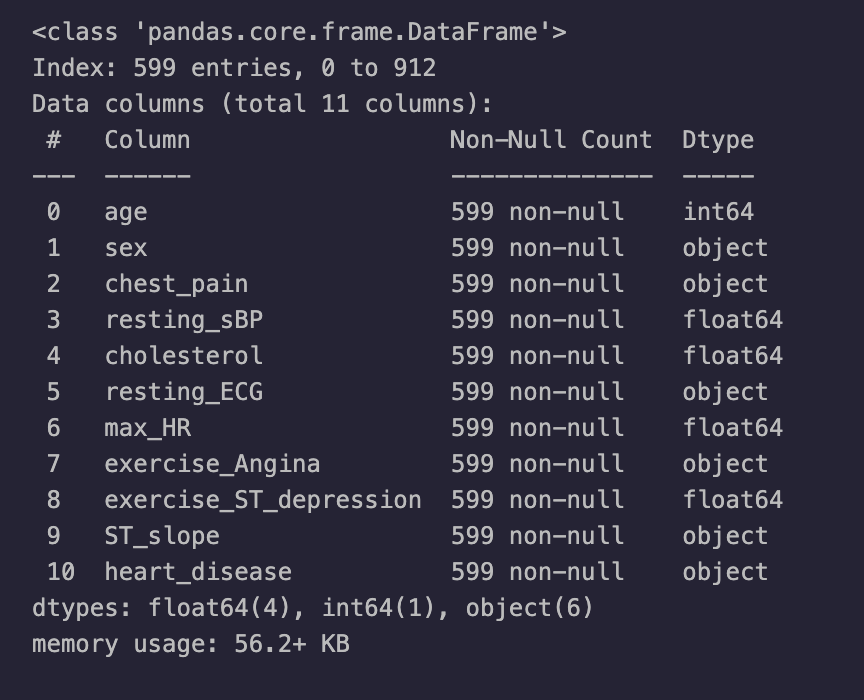 <class 'pandas.core.frame.DataFrame'>
Index: 599 entries, 0 to 912
Data columns (total 11 columns):
 #   Column                  Non-Null Count  Dtype
---  ------                  --------------  -----
 0   age                     599 non-null    int64
 1   sex                     599 non-null    object
 2   chest_pain              599 non-null    object
 3   resting_sBP             599 non-null    float64
 4   cholesterol             599 non-null    float64
 5   resting_ECG             599 non-null    object
 6   max_HR                  599 non-null    float64
 7   exercise_Angina         599 non-null    object
 8   exercise_ST_depression  599 non-null    float64
 9   ST_slope                599 non-null    object
 10  heart_disease           599 non-null    object
dtypes: float64(4), int64(1), object(6)
memory usage: 56.2+ KB